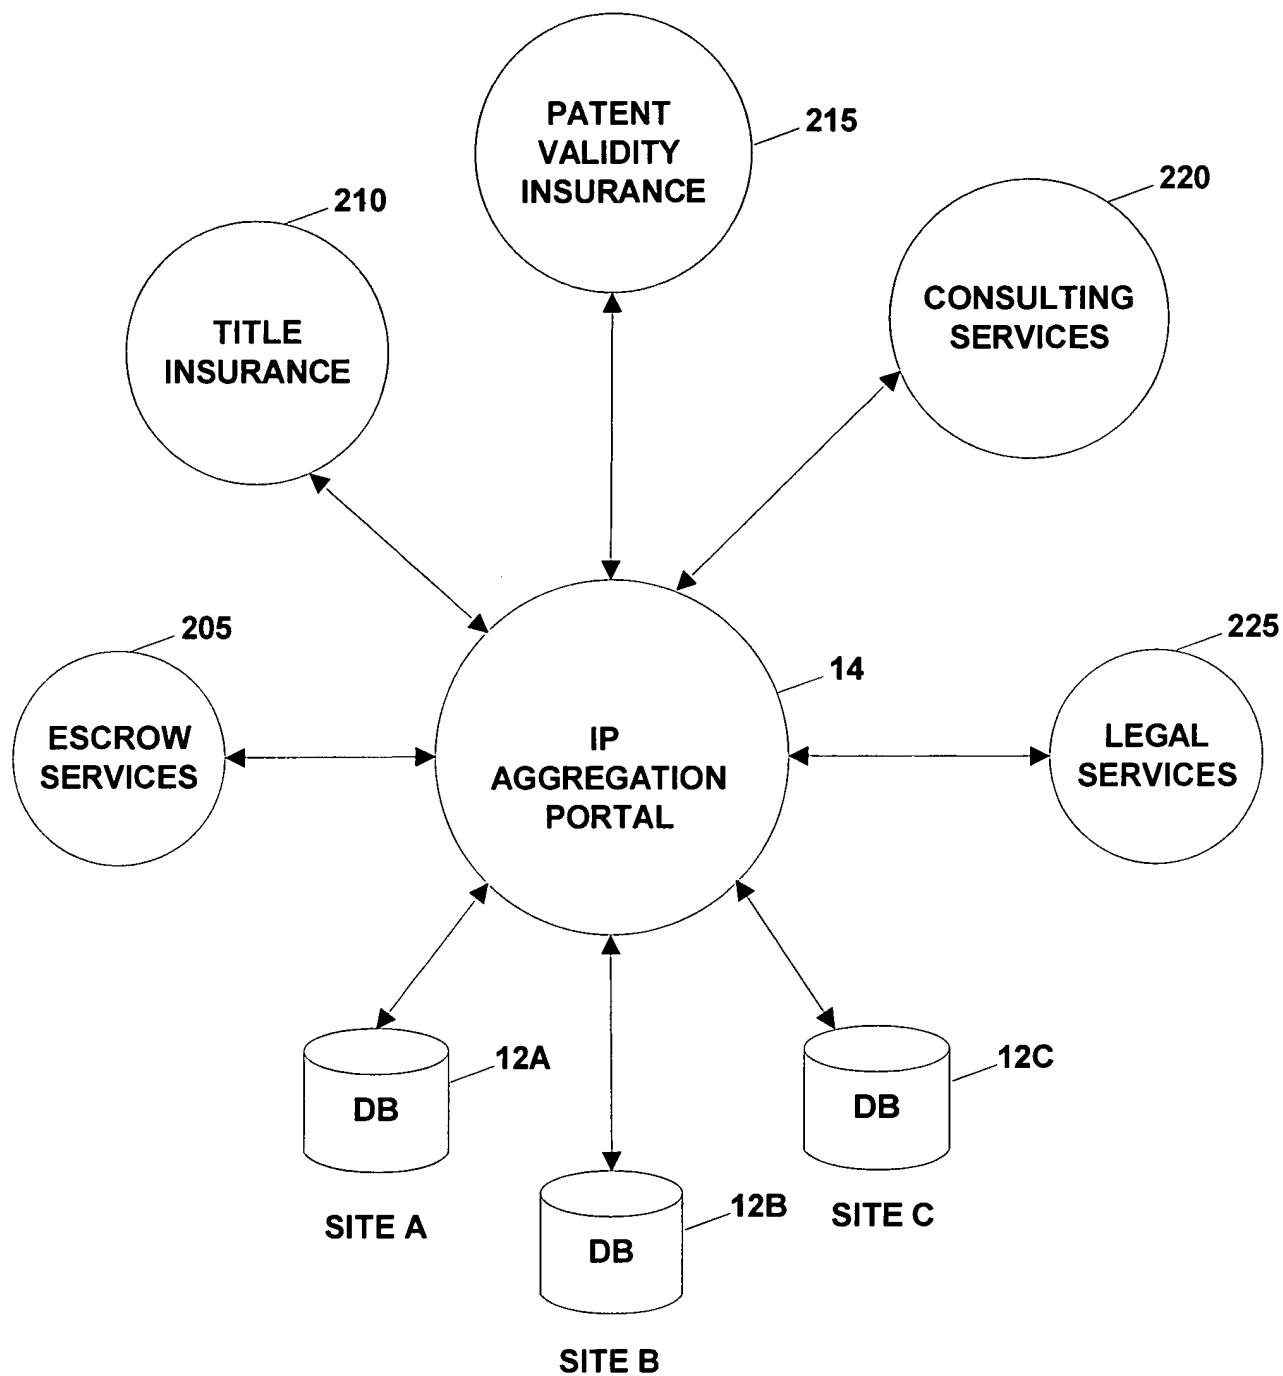 PATENT
VALIDITY
INSURANCE
215
220
210
CONSULTING
SERVICES
TITLE
INSURANCE
205
225
14
ESCROW
SERVICES
IP
AGGREGATION
PORTAL
LEGAL
SERVICES
12A
DB
SITE A
12B
DB
SITE B
12C
DB
SITE C